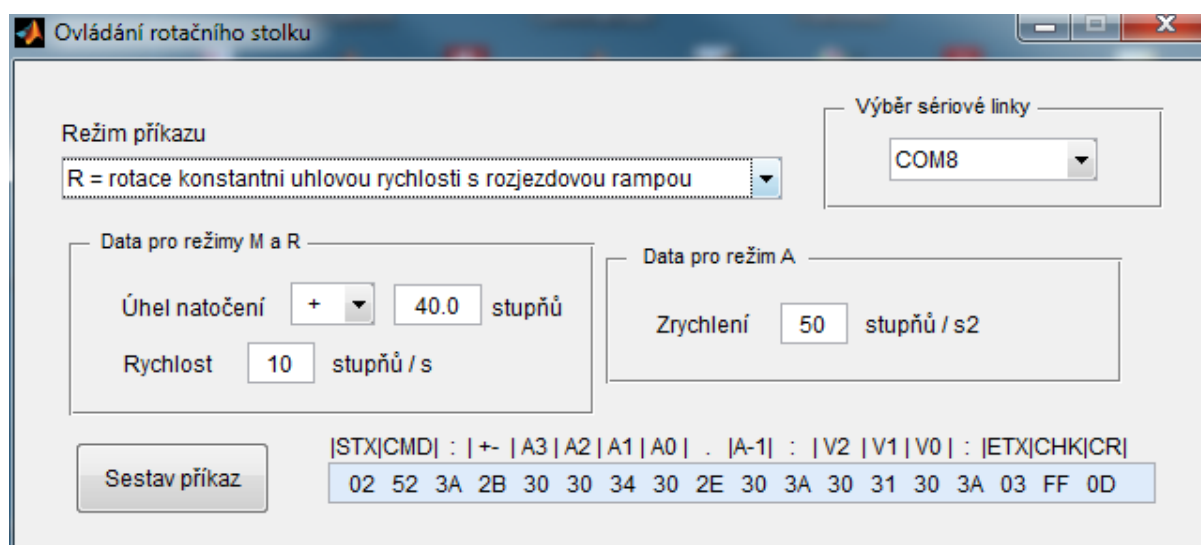 Ovládání rotačního stolku
Výběr sériové linky
COM8
Režim příkazu
R = rotace konstantni uhlovou rychlosti s rozjezdovou rampou
Data pro režimy M a R
Úhel natočení + 40.0 stupňů
Rychlost 10 stupňů / s
Data pro režim A
Zrychlení 50 stupňů / s2
Sestav příkaz
|STX|CMD| : | +- | A3 | A2 | A1 | A0 | . |A-1| : | V2 | V1 | V0 | : |ETX|CHK|CR|
02 52 3A 2B 30 30 34 30 2E 30 3A 30 31 30 3A 03 FF 0D